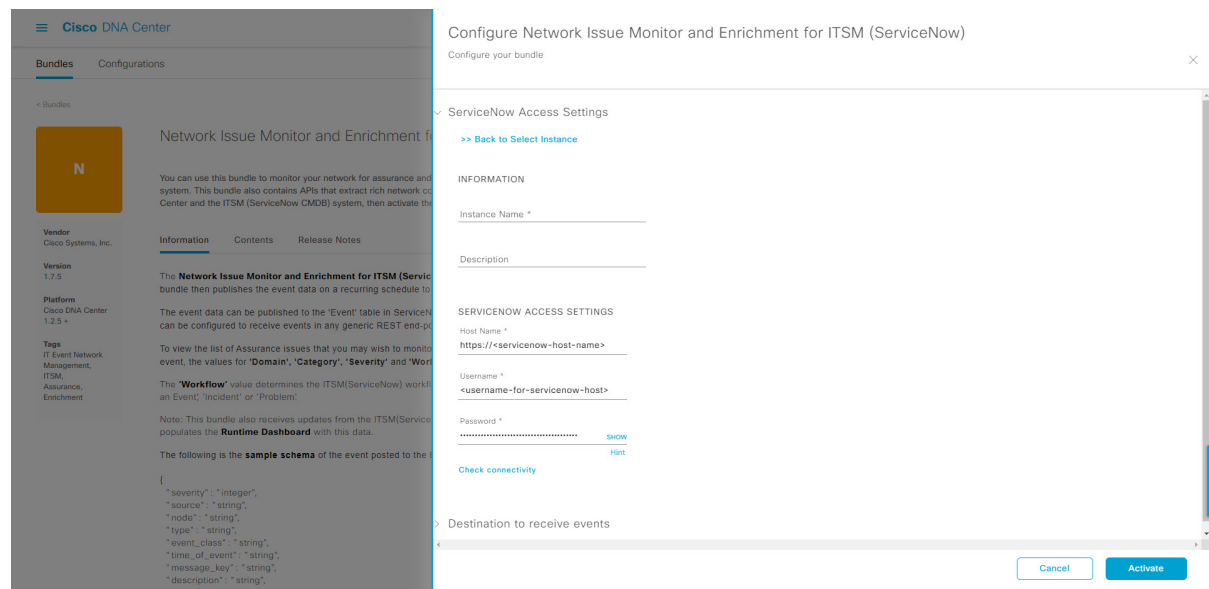 Cisco DNA Center
Bundles Configurations
< Bundles
N
Network Issue Monitor and Enrichment f
You can use this bundle to monitor your network for assurance and
system. This bundle also contains APIs that extract rich network co
Center and the ITSM (ServiceNow CMDB) system, then activate the
Vendor
Cisco Systems, Inc.
Version
1.7.5
Platform
Cisco DNA Center
1.2.5 +
Tags
IT Event Network
Management,
ITSM,
Assurance,
Enrichment
Information Contents Release Notes
The Network Issue Monitor and Enrichment for ITSM (Servic
bundle then publishes the event data on a recurring schedule to
The event data can be published to the 'Event' table in ServiceN
can be configured to receive events in any generic REST end-po
To view the list of Assurance issues that you may wish to monito
event, the values for 'Domain', 'Category', 'Severity' and 'Worl
The 'Workflow' value determines the ITSM(ServiceNow) workfl
an Event', 'Incident' or 'Problem'.
Note: This bundle also receives updates from the ITSM(Service
populates the Runtime Dashboard with this data.
The following is the sample schema of the event posted to the
{
"severity" : "integer",
"source" : "string",
"node" : "string",
"type" : "string",
"event_class" : "string",
"time_of_event" : "string",
"message_key" : "string",
"description" : "string",
Configure Network Issue Monitor and Enrichment for ITSM (ServiceNow)
Configure your bundle
ServiceNow Access Settings
>> Back to Select Instance
INFORMATION
Instance Name *
Description
SERVICENOW ACCESS SETTINGS
Host Name *
https://<servicenow-host-name>
Username *
<username-for-servicenow-host>
Password *
SHOW
Hint
Check connectivity
Destination to receive events
Cancel Activate